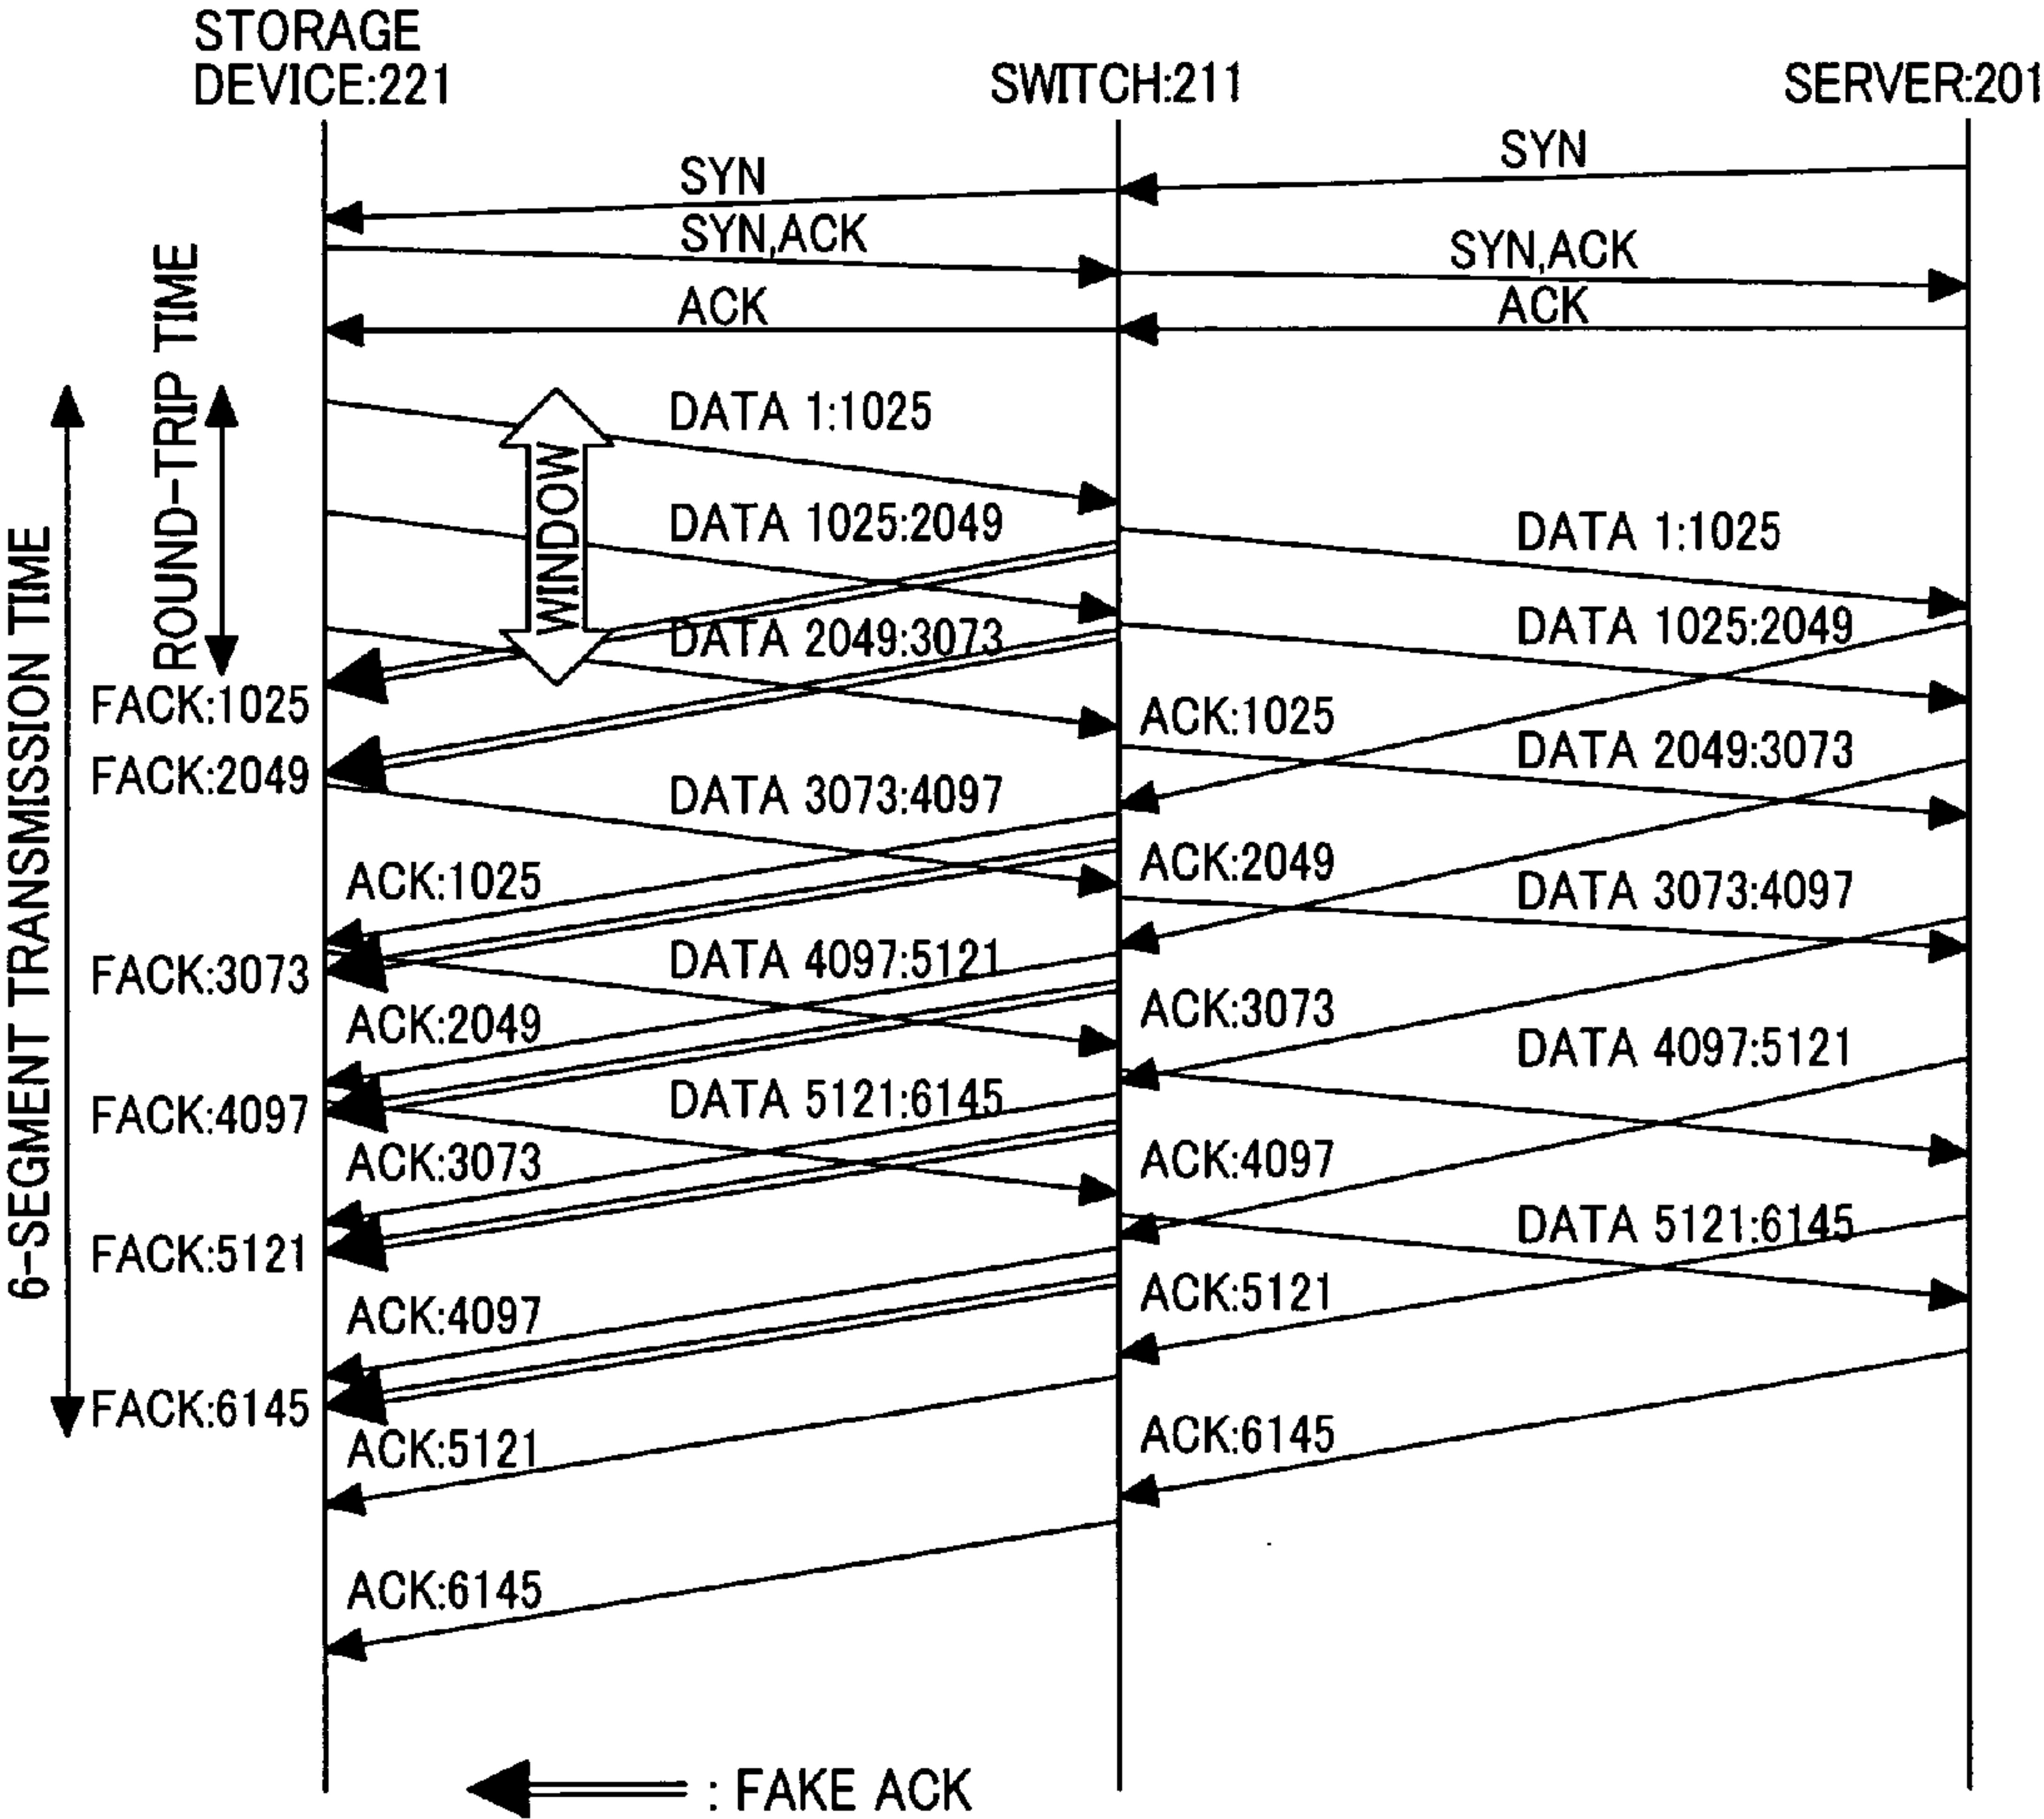 STORAGE
DEVICE:221
SWITCH:211
SERVER:201
SYN
SYN
SYN,ACK
SYN,ACK
ACK
ACK
6-SEGMENT TRANSMISSION TIME
ROUND-TRIP TIME
WINDOW
DATA 1:1025
DATA 1025:2049
DATA 1:1025
DATA 2049:3073
DATA 1025:2049
FACK:1025
ACK:1025
DATA 2049:3073
FACK:2049
DATA 3073:4097
ACK:1025
ACK:2049
DATA 3073:4097
FACK:3073
DATA 4097:5121
ACK:2049
ACK:3073
DATA 4097:5121
FACK:4097
DATA 5121:6145
ACK:3073
ACK:4097
DATA 5121:6145
FACK:5121
ACK:4097
ACK:5121
FACK:6145
ACK:5121
ACK:6145
ACK:6145
: FAKE ACK